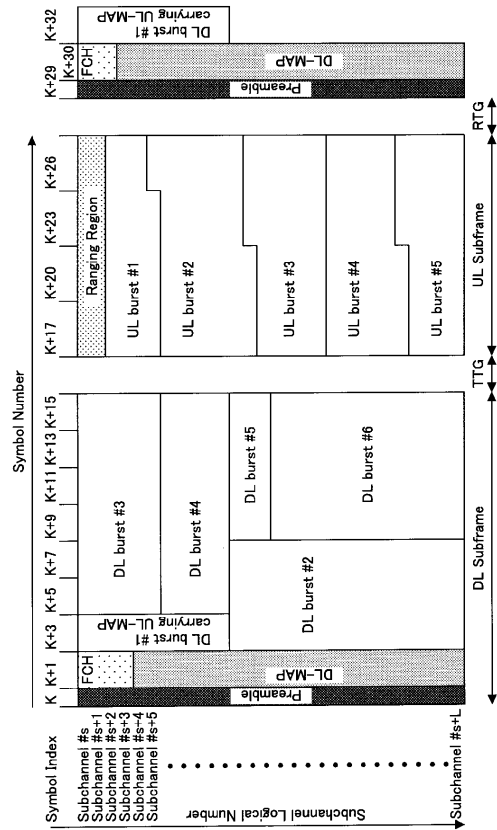 Symbol Number
Symbol Index
K K+1 K+3 K+5 K+7 K+9 K+11 K+13 K+15 K+17 K+20 K+23 K+26 K+29 K+30 K+32
Subchannel Logical Number
Subchannel #s
Subchannel #s+1
Subchannel #s+2
Subchannel #s+3
Subchannel #s+4
Subchannel #s+5
Subchannel #s+L
Preamble
FCH
DL-MAP
DL burst #1
carrying UL-MAP
DL burst #3
DL burst #4
DL burst #2
DL burst #5
DL burst #6
Ranging Region
UL burst #1
UL burst #2
UL burst #3
UL burst #4
UL burst #5
Preamble
FCH
DL-MAP
DL burst #1
carrying UL-MAP
DL Subframe
TTG
UL Subframe
RTG